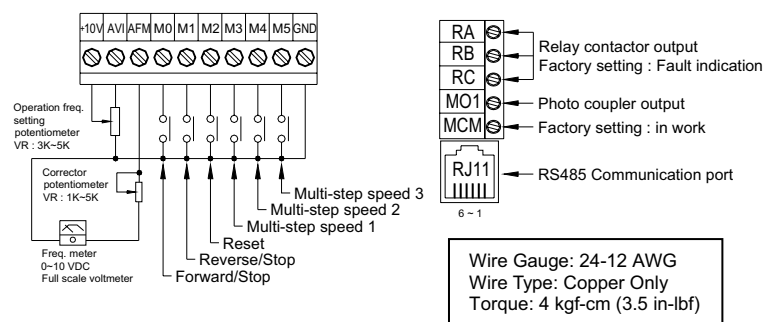 +10V AVI AFM M0 M1 M2 M3 M4 M5 GND
Operation freq.
setting
potentiometer
VR : 3K~5K
Corrector
potentiometer
VR : 1K~5K
Freq. meter
0~10 VDC
Full scale voltmeter
Multi-step speed 3
Multi-step speed 2
Multi-step speed 1
Reset
Reverse/Stop
Forward/Stop
RA
RB
RC
MO1
MCM
Relay contactor output
Factory setting : Fault indication
Photo coupler output
Factory setting : in work
RJ11
6 ~ 1
RS485 Communication port
Wire Gauge: 24-12 AWG
Wire Type: Copper Only
Torque: 4 kgf-cm (3.5 in-lbf)